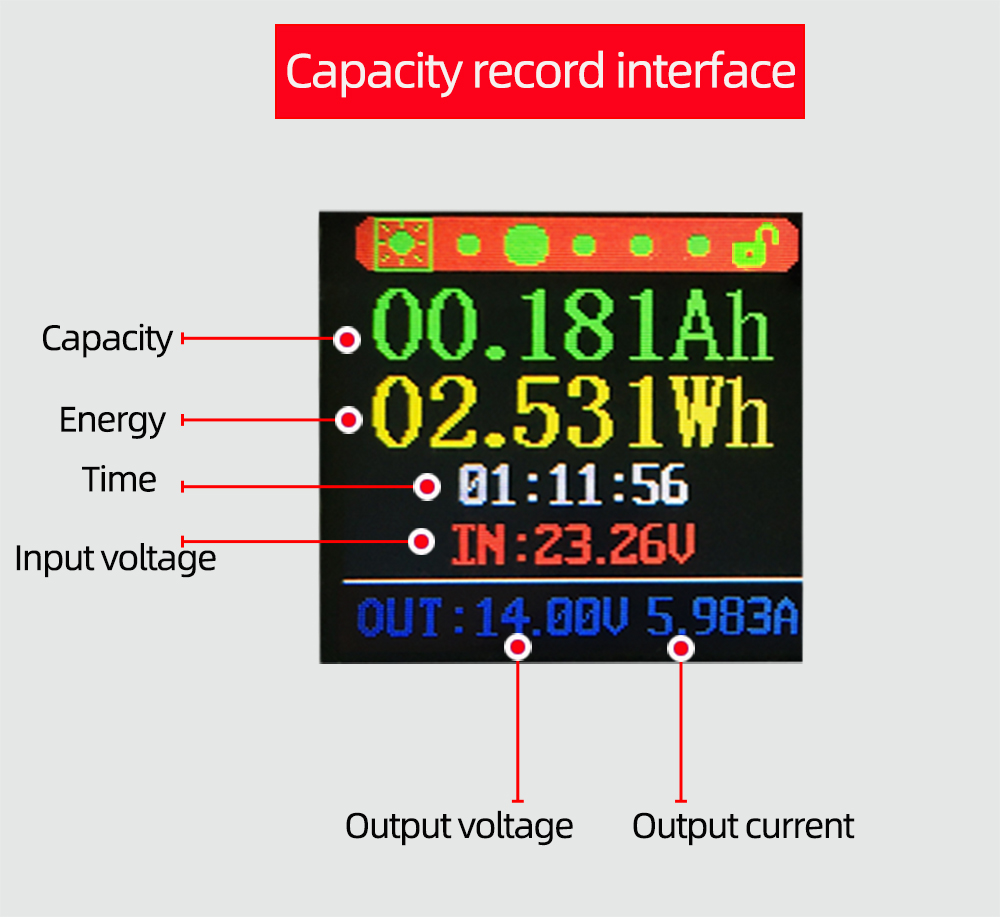 Capacity record interface
Capacity
00.181Ah
Energy
02.531Wh
Time
01:11:56
Input voltage
IN:23.26V
OUT:14.00V 5.983A
Output voltage
Output current